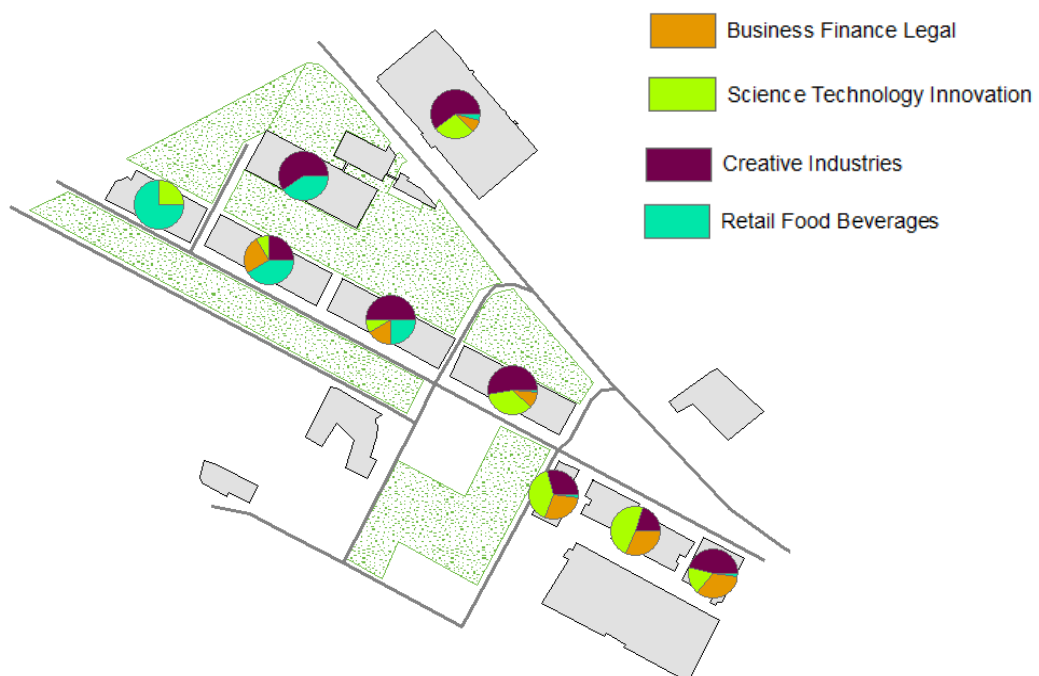 Business Finance Legal
Science Technology Innovation
Creative Industries
Retail Food Beverages